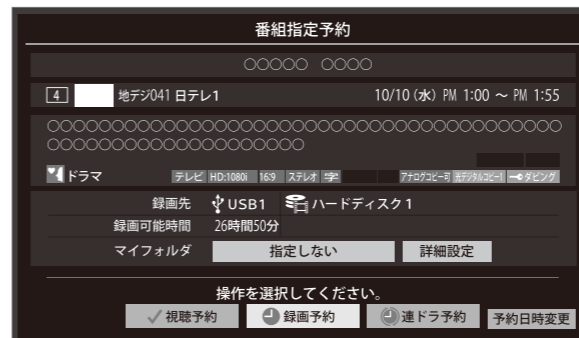 番組指定予約
○○○○○ ○○○○
4 地デジ041 日テレ1 10/10 (水) PM 1:00 ～ PM 1:55
○○○○○○○○○○○○○○○○○○○○○○○○○○○○○○○○○○
○○○○○○○○○○○○○○○○○○○○
ドラマ テレビ HD:1080i 16:9 ステレオ 字 アナログコピー可 光デジタルコピー1 ダビング
録画先 USB1 ハードディスク1
録画可能時間 26時間50分
マイフォルダ 指定しない 詳細設定
操作を選択してください。
視聴予約 録画予約 連ドラ予約 予約日時変更